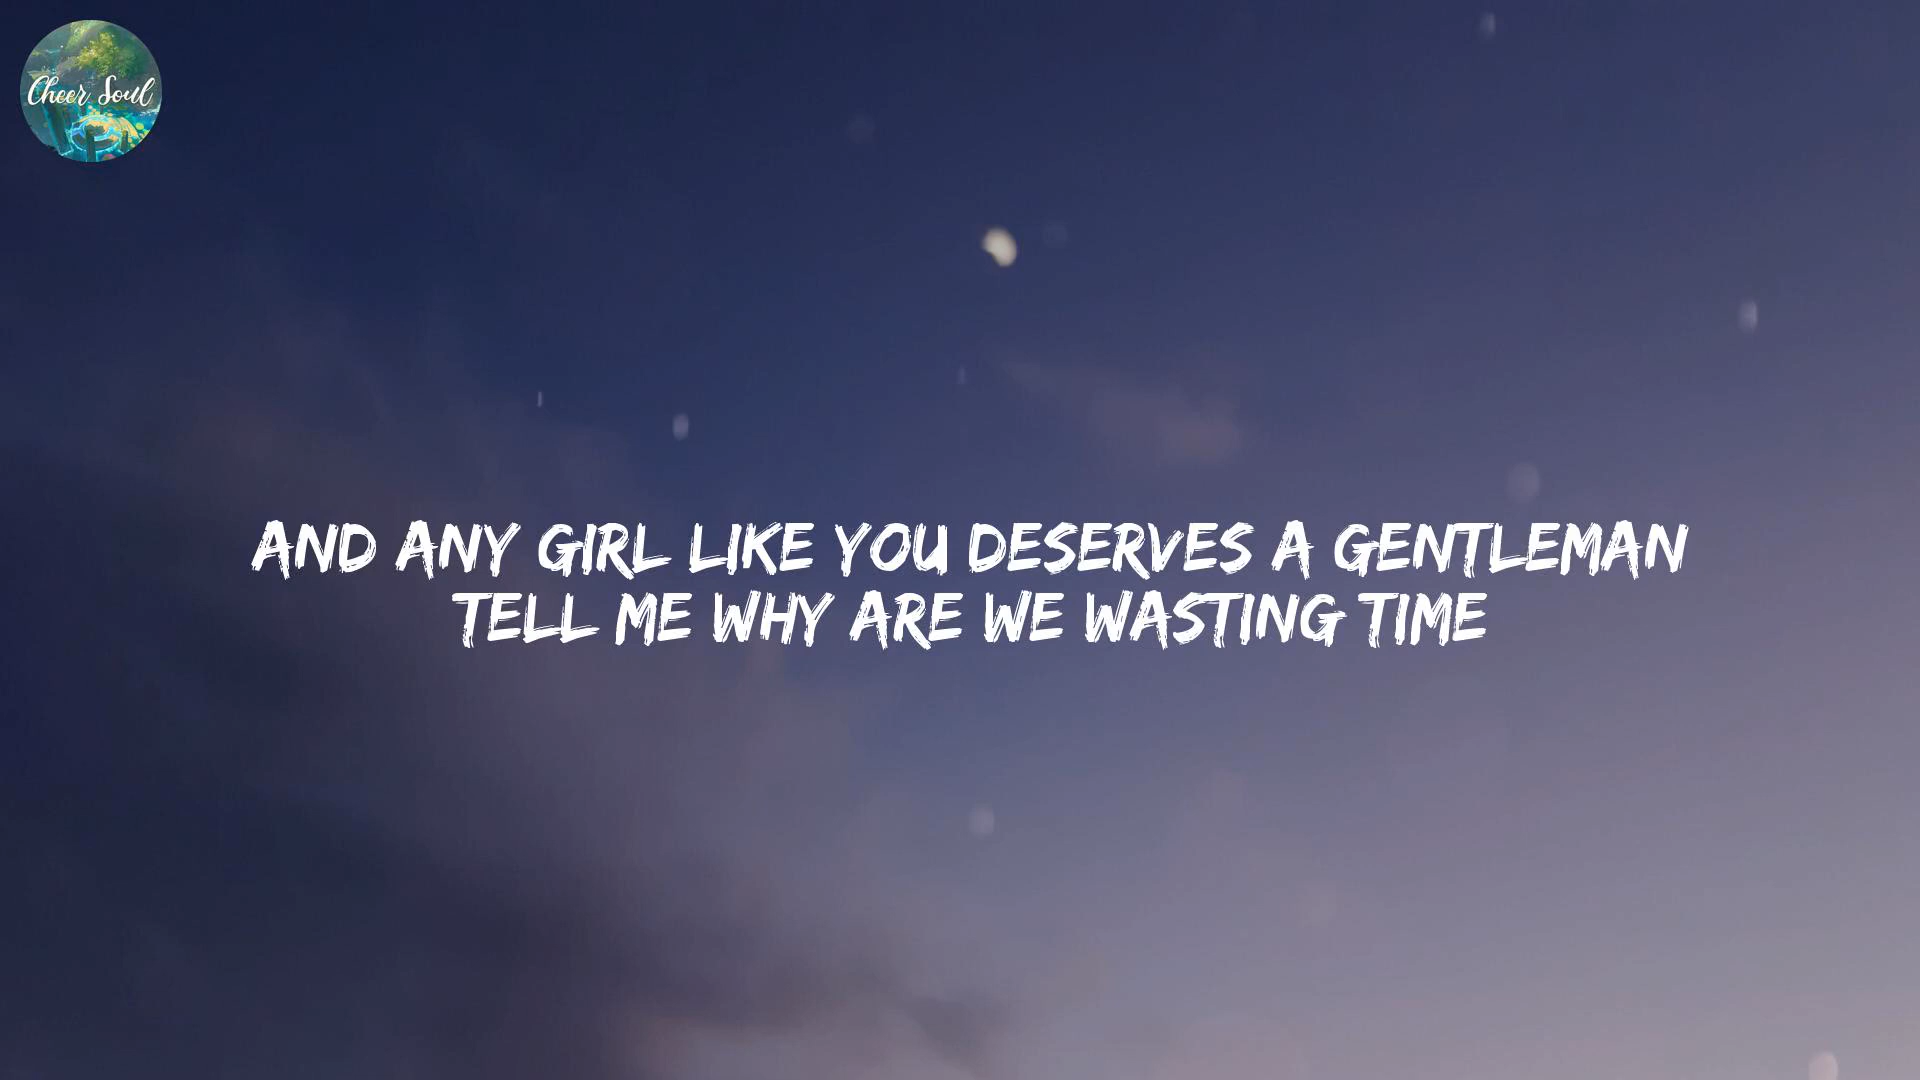 Cheer Soul
AND ANY GIRL LIKE YOU DESERVES A GENTLEMAN
TELL ME WHY ARE WE WASTING TIME